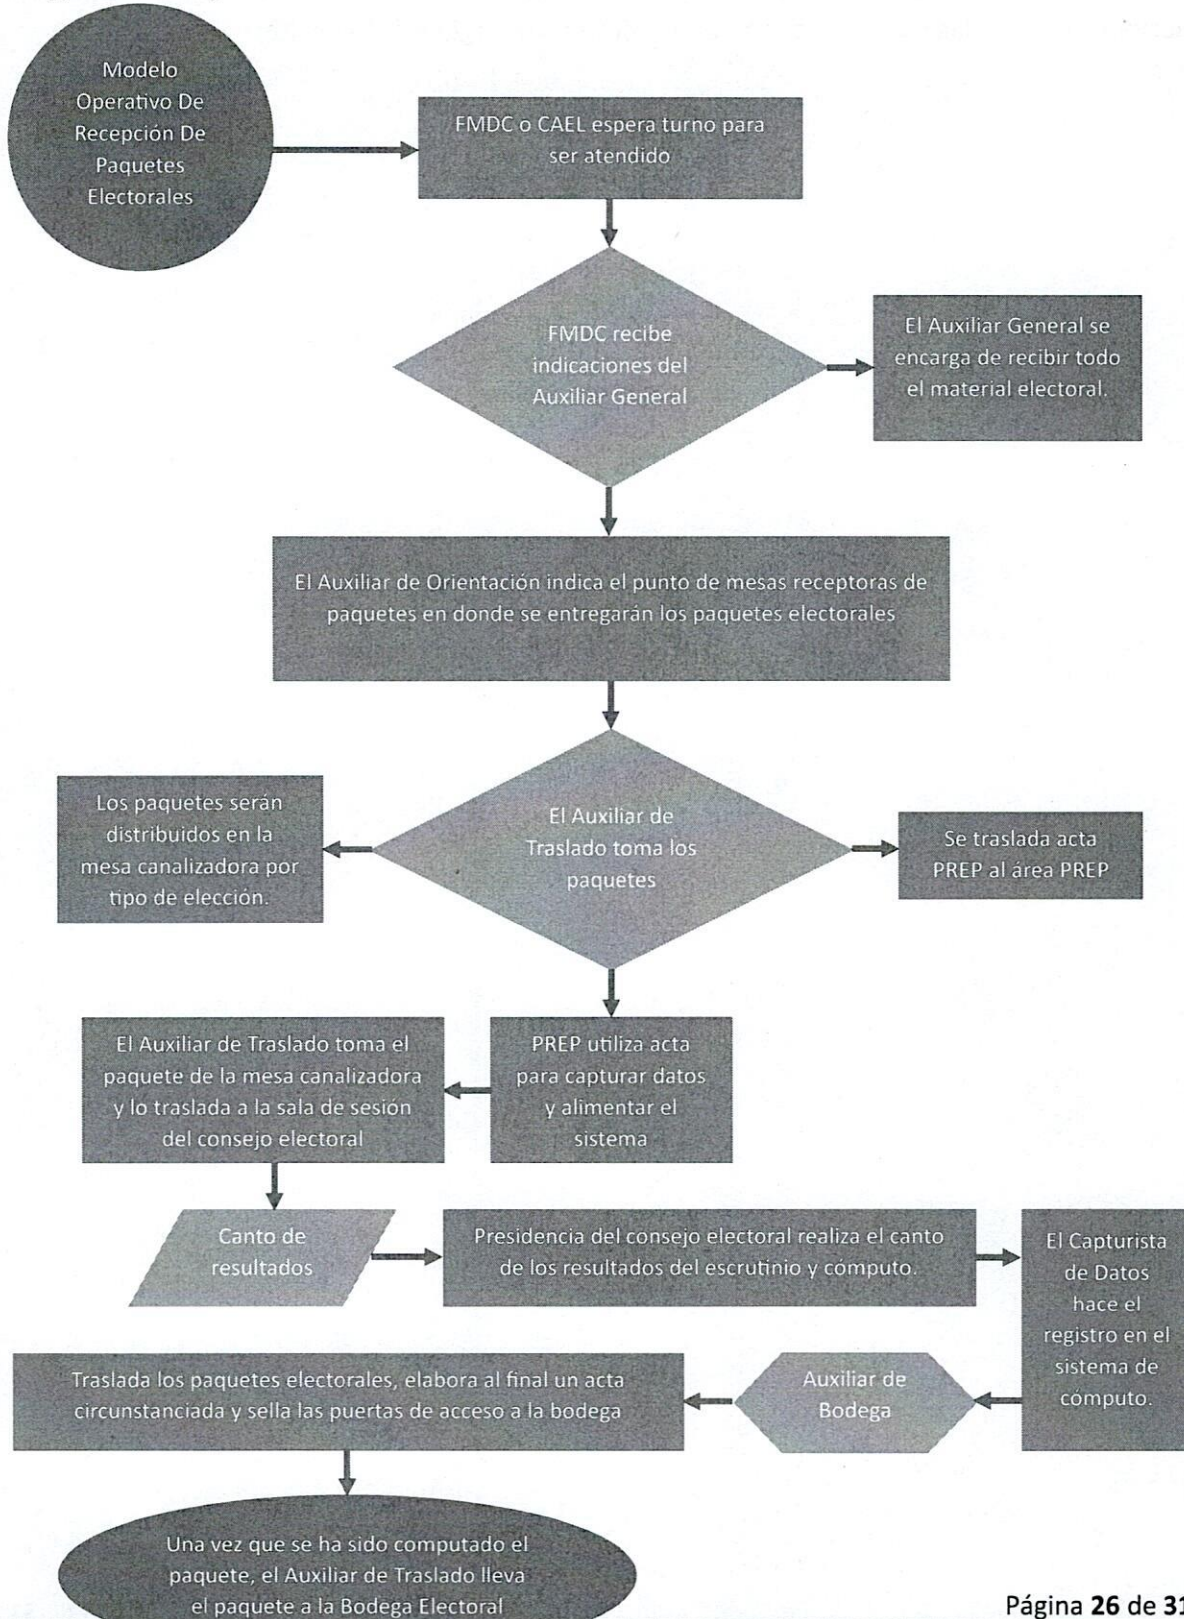 Modelo
Operativo De
Recepción De
Paquetes
Electorales
FMDC o CAEL espera turno para
ser atendido
FMDC recibe
indicaciones del
Auxiliar General
El Auxiliar General se
encarga de recibir todo
el material electoral.
El Auxiliar de Orientación indica el punto de mesas receptoras de
paquetes en donde se entregarán los paquetes electorales
Los paquetes serán
distribuidos en la
mesa canalizadora por
tipo de elección.
El Auxiliar de
Traslado toma los
paquetes
Se traslada acta
PREP al área PREP
El Auxiliar de Traslado toma el
paquete de la mesa canalizadora
y lo traslada a la sala de sesión
del consejo electoral
PREP utiliza acta
para capturar datos
y alimentar el
sistema
Canto de
resultados
Presidencia del consejo electoral realiza el canto
de los resultados del escrutinio y cómputo.
El Capturista
de Datos
hace el
registro en el
sistema de
cómputo.
Traslada los paquetes electorales, elabora al final un acta
circunstanciada y sella las puertas de acceso a la bodega
Auxiliar de
Bodega
Una vez que se ha sido computado el
paquete, el Auxiliar de Traslado lleva
el paquete a la Bodega Electoral
Página 26 de 31